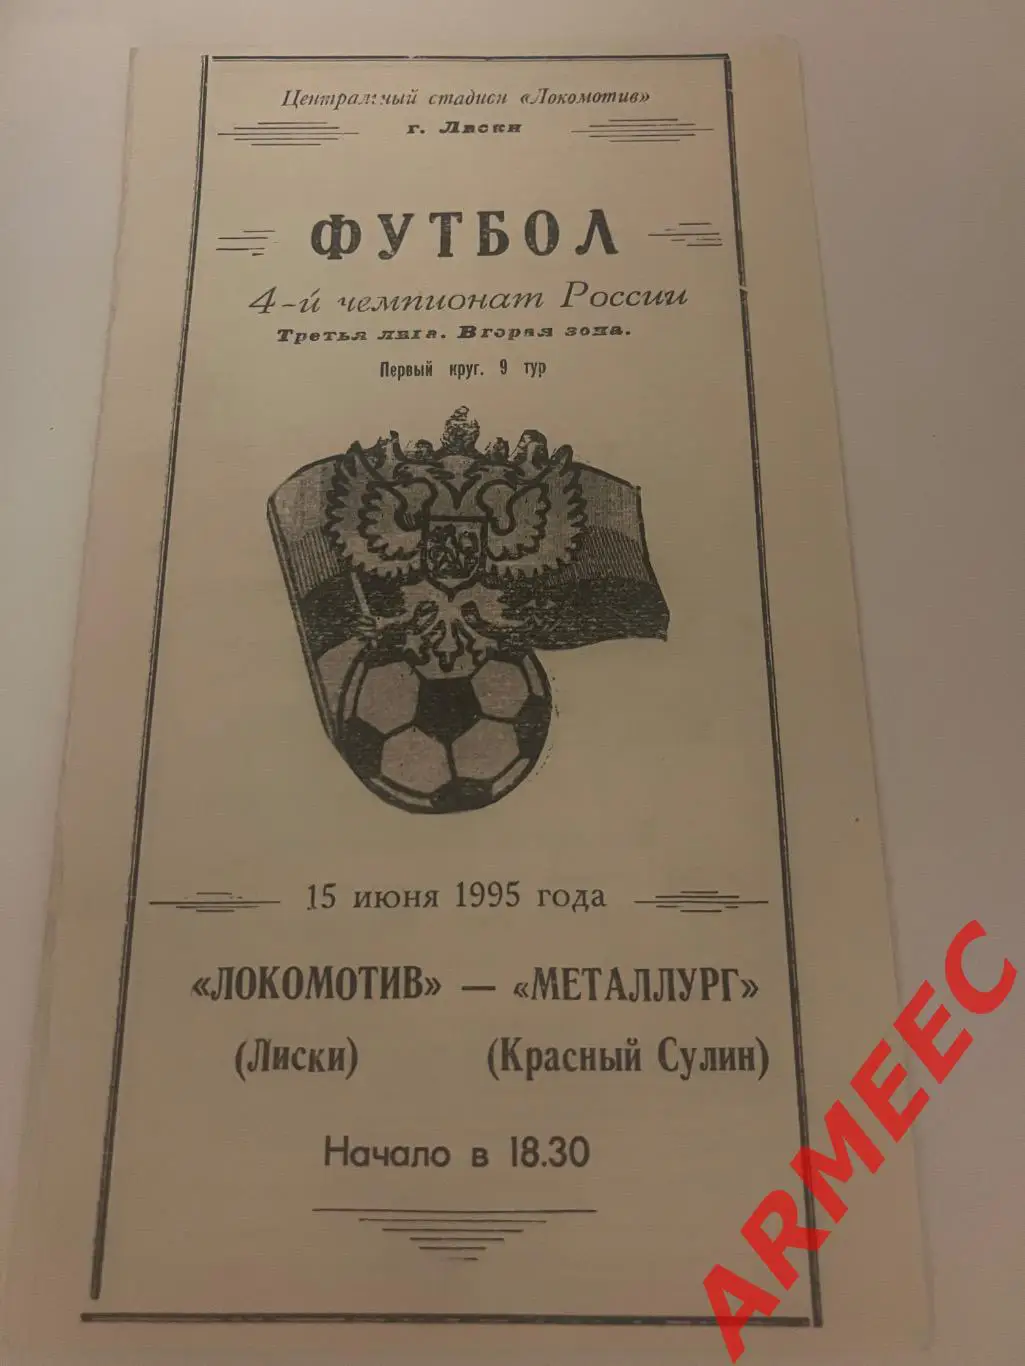 Центральный стадион «Локомотив»
г. Лиски
ФУТБОЛ
4-й чемпионат России
Третья лига. Вторая зона.
Первый круг. 9 тур
15 июня 1995 года
«ЛОКОМОТИВ» — «МЕТАЛЛУРГ»
(Лиски) (Красный Сулин)
Начало в 18.30
ARMEEC